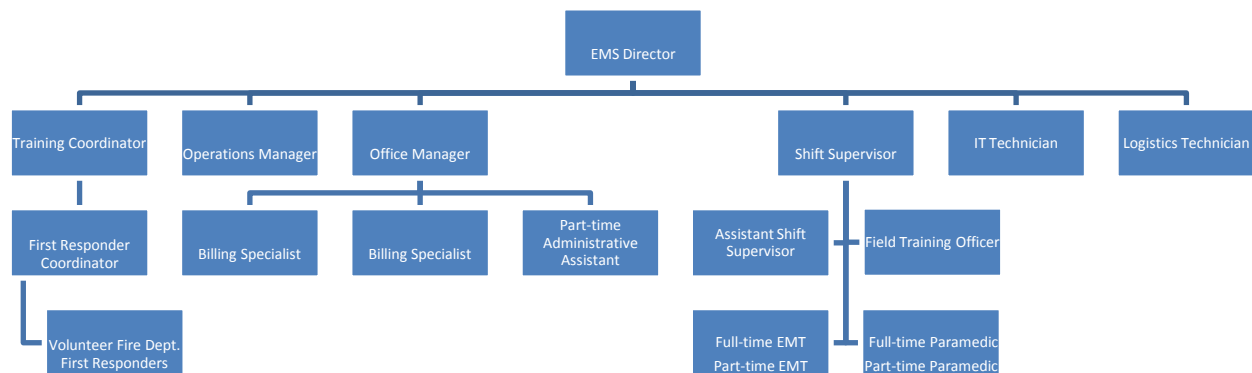 EMS Director
Training Coordinator
Operations Manager
Office Manager
Shift Supervisor
IT Technician
Logistics Technician
First Responder
Coordinator
Billing Specialist
Billing Specialist
Part-time
Administrative
Assistant
Assistant Shift
Supervisor
Field Training Officer
Volunteer Fire Dept.
First Responders
Full-time EMT
Part-time EMT
Full-time Paramedic
Part-time Paramedic